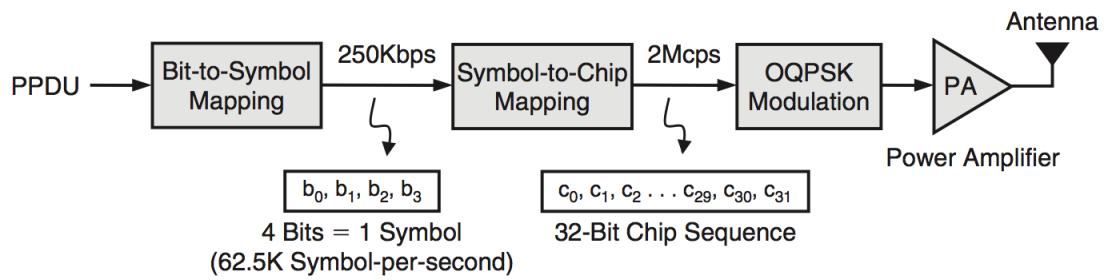 PPDU
Bit-to-Symbol
Mapping
250Kbps
Symbol-to-Chip
Mapping
2Mcps
OQPSK
Modulation
PA
Antenna
Power Amplifier
b₀, b₁, b₂, b₃
4 Bits = 1 Symbol
(62.5K Symbol-per-second)
c₀, c₁, c₂ . . . c₂₉, c₃₀, c₃₁
32-Bit Chip Sequence